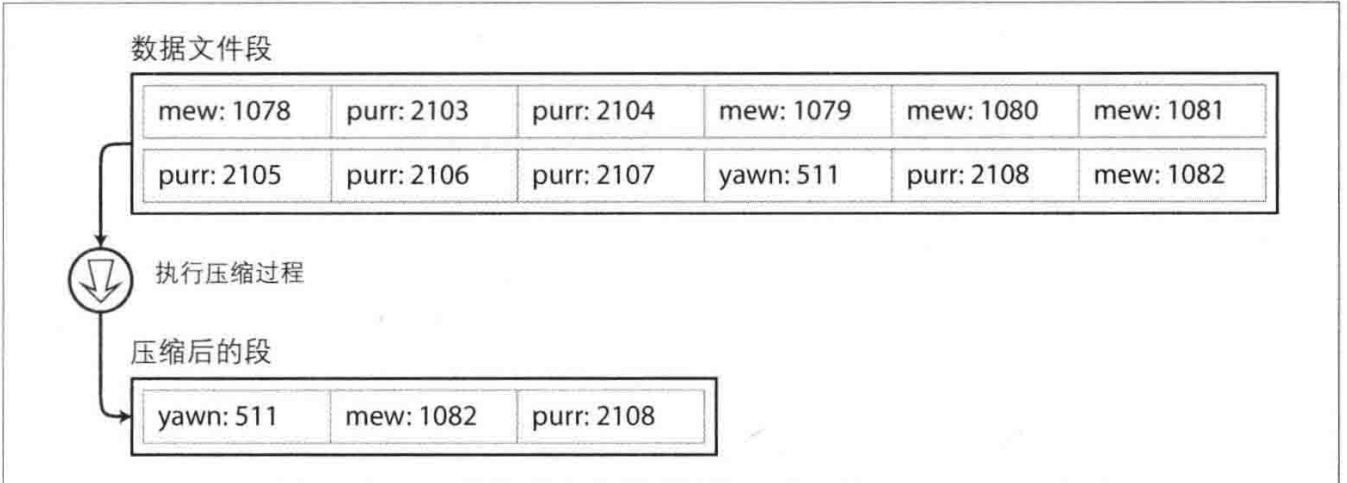 数据文件段
mew: 1078 purr: 2103 purr: 2104 mew: 1079 mew: 1080 mew: 1081
purr: 2105 purr: 2106 purr: 2107 yawn: 511 purr: 2108 mew: 1082
执行压缩过程
压缩后的段
yawn: 511 mew: 1082 purr: 2108